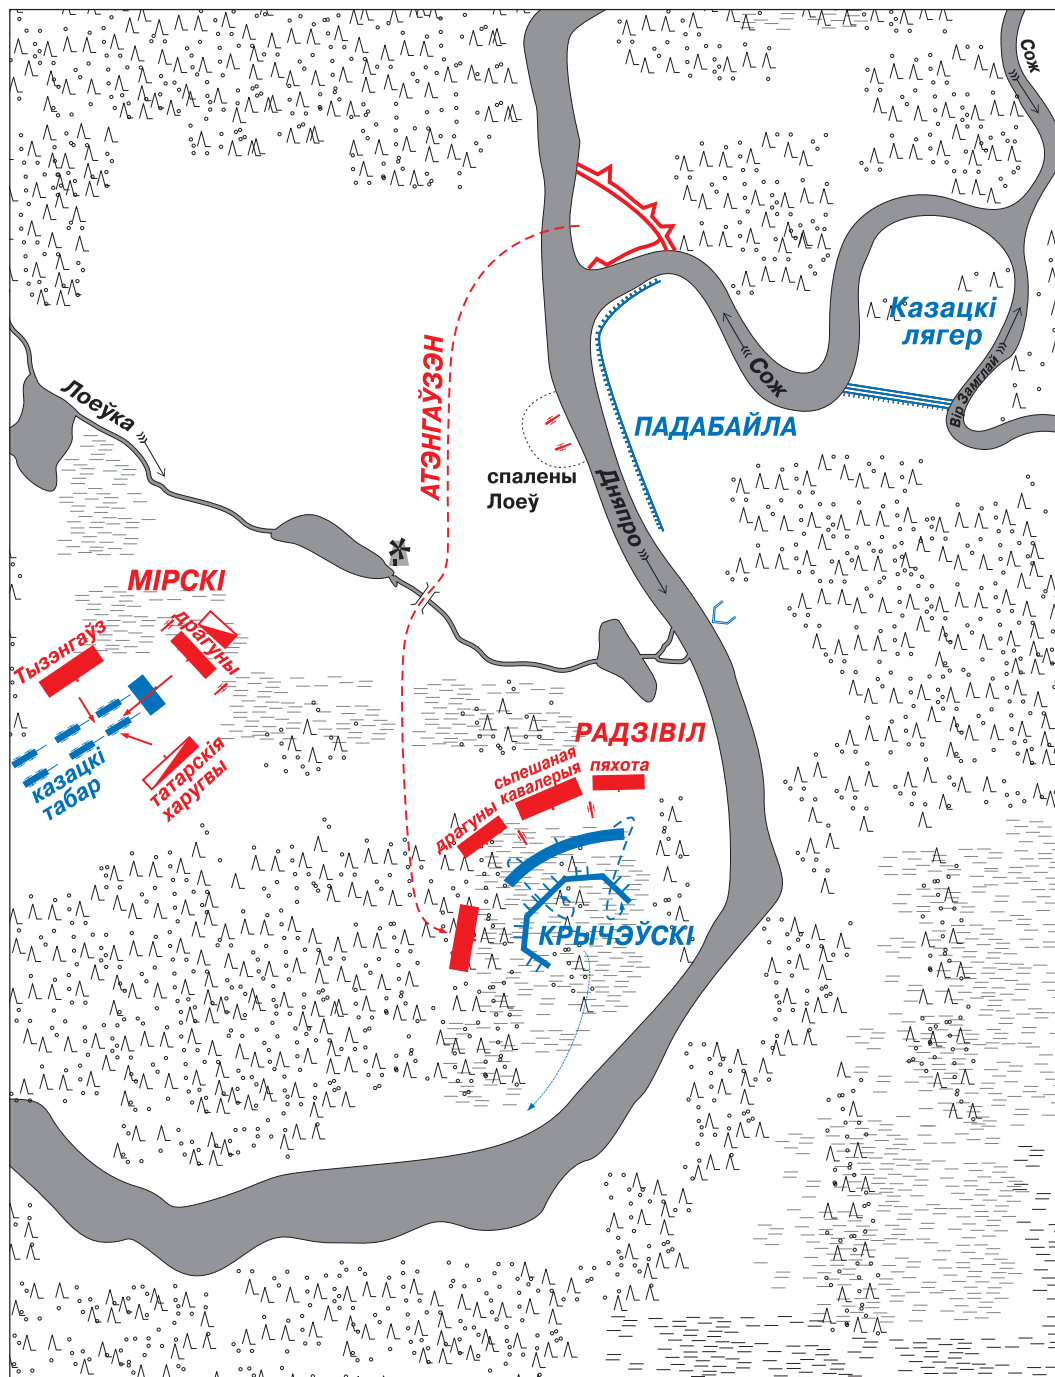 Сож
Казацкі
лягер
Вір Замглай
Сож
АТЭНГАЎЗЭН
Лоеўка
ПАДАБАЙЛА
спалены
Лоеў
Дняпро
МІРСКІ
Тызэнгаўз
драгуны
казацкі
табар
татарскія
харугвы
РАДЗІВІЛ
сьпешаная
кавалерыя
пяхота
драгуны
КРЫЧЭЎСКІ